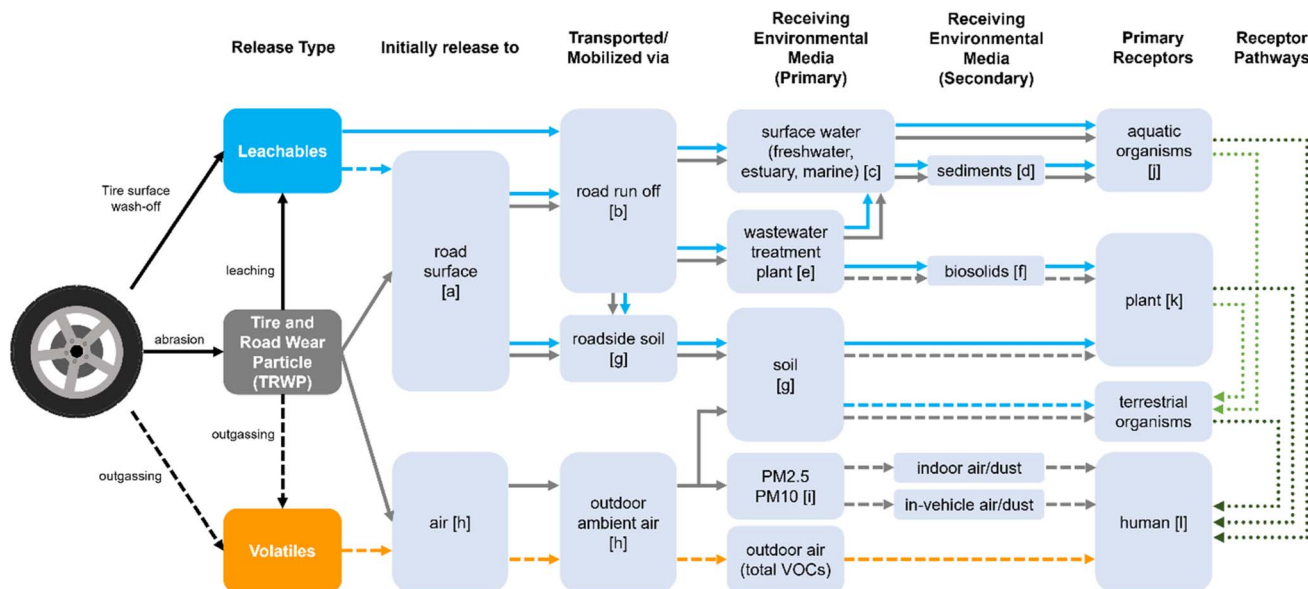 Release Type
Initially release to
Transported/
Mobilized via
Receiving
Environmental
Media
(Primary)
Receiving
Environmental
Media
(Secondary)
Primary
Receptors
Receptor
Pathways
Tire surface
wash-off
abrasion
outgassing
Leachables
leaching
Tire and
Road Wear
Particle
(TRWP)
outgassing
Volatiles
road
surface
[a]
air [h]
road run off
[b]
roadside soil
[g]
outdoor
ambient air
[h]
surface water
(freshwater,
estuary, marine) [c]
wastewater
treatment
plant [e]
soil
[g]
PM2.5
PM10 [i]
outdoor air
(total VOCs)
sediments [d]
biosolids [f]
indoor air/dust
in-vehicle air/dust
aquatic
organisms
[j]
plant [k]
terrestrial
organisms
human [l]